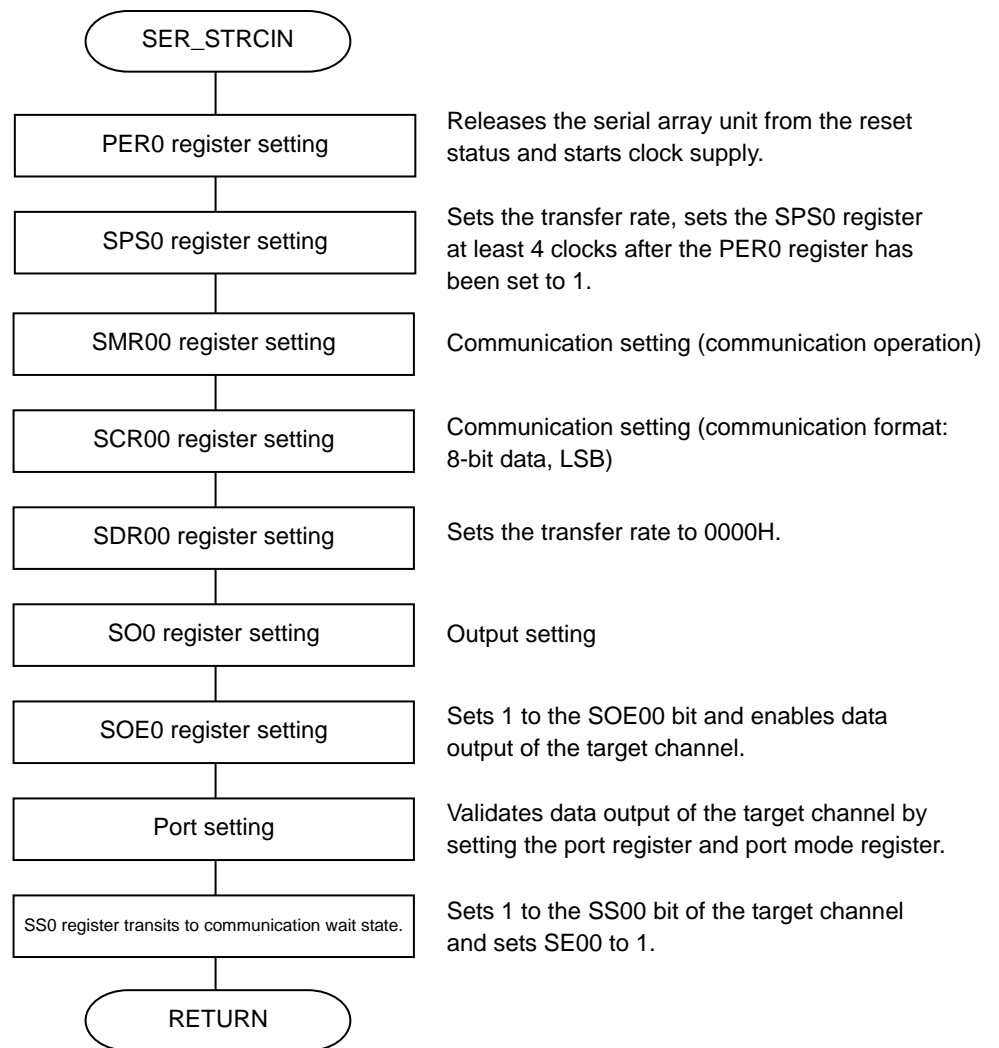 SER_STRCIN
PER0 register setting
Releases the serial array unit from the reset
status and starts clock supply.
SPS0 register setting
Sets the transfer rate, sets the SPS0 register
at least 4 clocks after the PER0 register has
been set to 1.
SMR00 register setting
Communication setting (communication operation)
SCR00 register setting
Communication setting (communication format:
8-bit data, LSB)
SDR00 register setting
Sets the transfer rate to 0000H.
SO0 register setting
Output setting
SOE0 register setting
Sets 1 to the SOE00 bit and enables data
output of the target channel.
Port setting
Validates data output of the target channel by
setting the port register and port mode register.
SS0 register transits to communication wait state.
Sets 1 to the SS00 bit of the target channel
and sets SE00 to 1.
RETURN